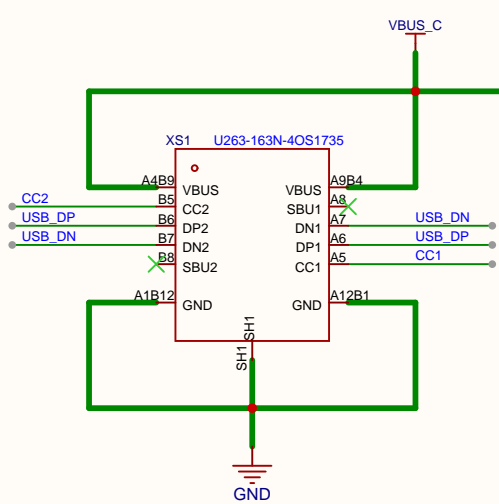 VBUS_C
XS1 U263-163N-4OS1735
A4B9 VBUS VBUS A9B4
CC2 B5 CC2 SBU1 A8
USB_DP B6 DP2 DN1 A7 USB_DN
USB_DN B7 DN2 DP1 A6 USB_DP
B8 SBU2 CC1 A5 CC1
A1B12 GND GND A12B1
SH1
SH1
GND